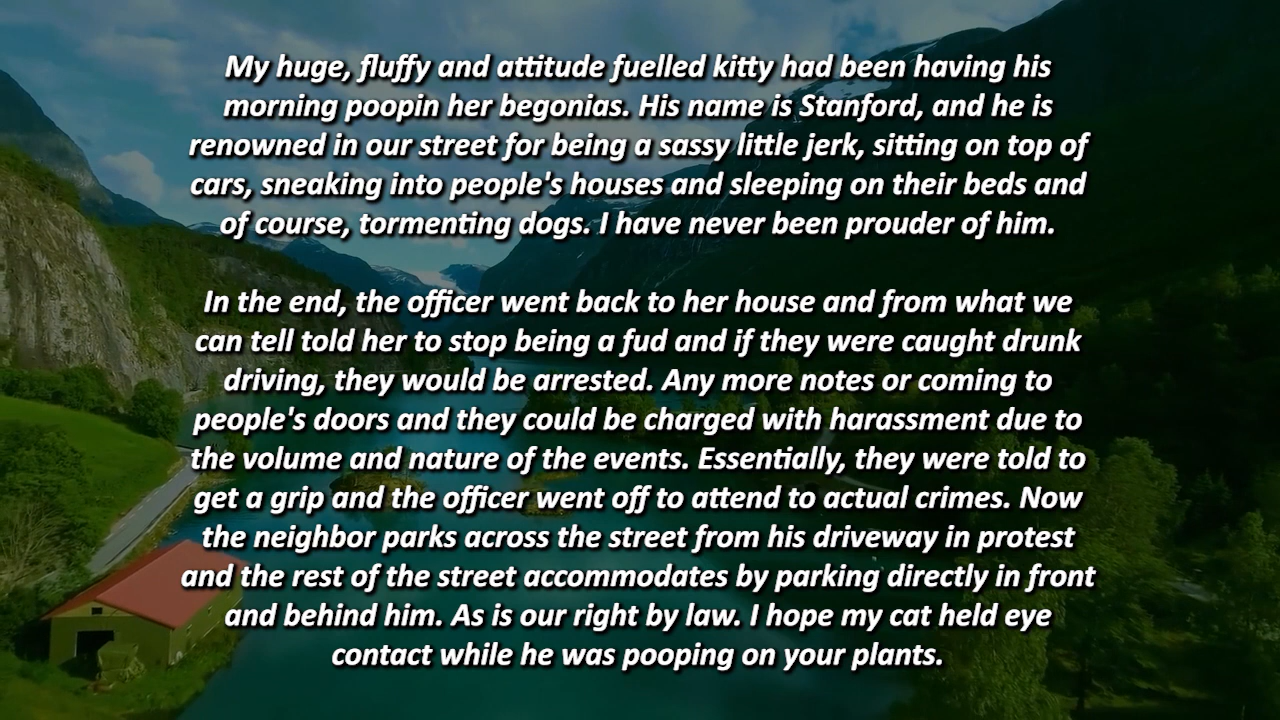 My huge, fluffy and attitude fuelled kitty had been having his
morning poopin her begonias. His name is Stanford, and he is
renowned in our street for being a sassy little jerk, sitting on top of
cars, sneaking into people's houses and sleeping on their beds and
of course, tormenting dogs. I have never been prouder of him.
In the end, the officer went back to her house and from what we
can tell told her to stop being a fud and if they were caught drunk
driving, they would be arrested. Any more notes or coming to
people's doors and they could be charged with harassment due to
the volume and nature of the events. Essentially, they were told to
get a grip and the officer went off to attend to actual crimes. Now
the neighbor parks across the street from his driveway in protest
and the rest of the street accommodates by parking directly in front
and behind him. As is our right by law. I hope my cat held eye
contact while he was pooping on your plants.